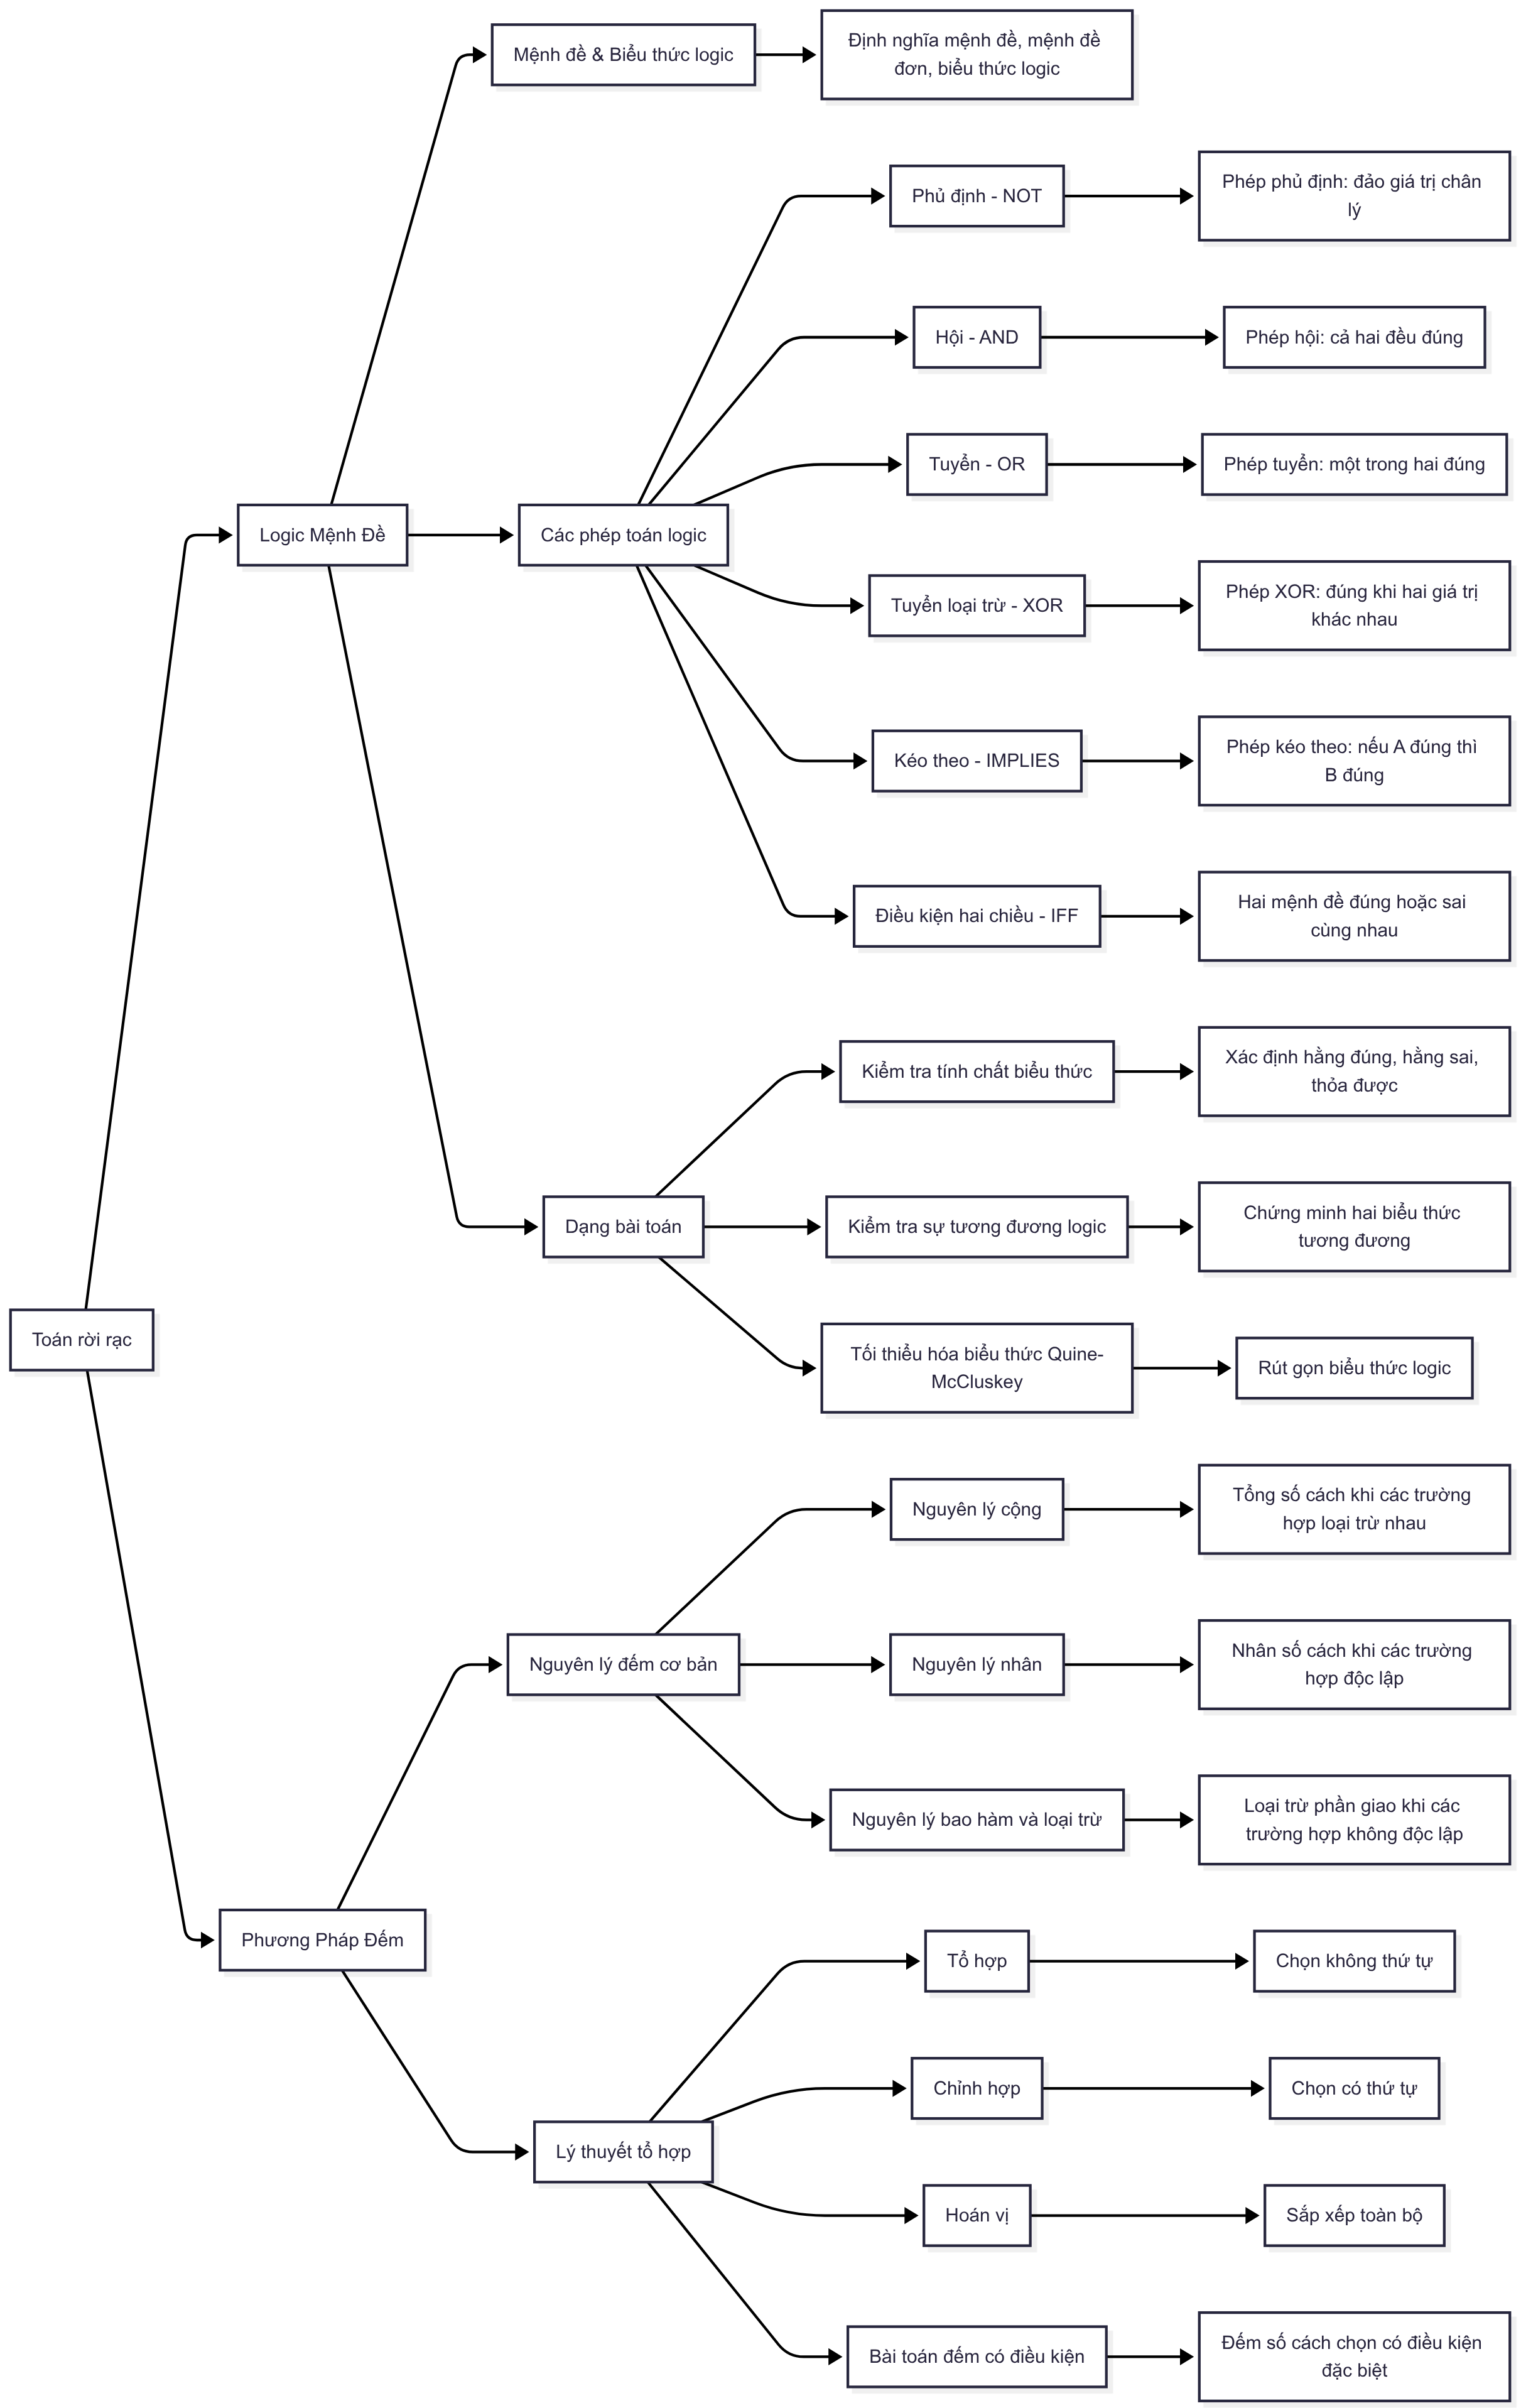 Mệnh đề & Biểu thức logic
Định nghĩa mệnh đề, mệnh đề
đơn, biểu thức logic
Phủ định - NOT
Phép phủ định: đảo giá trị chân
lý
Hội - AND
Phép hội: cả hai đều đúng
Tuyển - OR
Phép tuyển: một trong hai đúng
Logic Mệnh Đề
Các phép toán logic
Tuyển loại trừ - XOR
Phép XOR: đúng khi hai giá trị
khác nhau
Kéo theo - IMPLIES
Phép kéo theo: nếu A đúng thì
B đúng
Điều kiện hai chiều - IFF
Hai mệnh đề đúng hoặc sai
cùng nhau
Kiểm tra tính chất biểu thức
Xác định hằng đúng, hằng sai,
thỏa được
Dạng bài toán
Kiểm tra sự tương đương logic
Chứng minh hai biểu thức
tương đương
Toán rời rạc
Tối thiểu hóa biểu thức Quine-
McCluskey
Rút gọn biểu thức logic
Nguyên lý cộng
Tổng số cách khi các trường
hợp loại trừ nhau
Nguyên lý đếm cơ bản
Nguyên lý nhân
Nhân số cách khi các trường
hợp độc lập
Nguyên lý bao hàm và loại trừ
Loại trừ phần giao khi các
trường hợp không độc lập
Phương Pháp Đếm
Tổ hợp
Chọn không thứ tự
Chỉnh hợp
Chọn có thứ tự
Lý thuyết tổ hợp
Hoán vị
Sắp xếp toàn bộ
Bài toán đếm có điều kiện
Đếm số cách chọn có điều kiện
đặc biệt